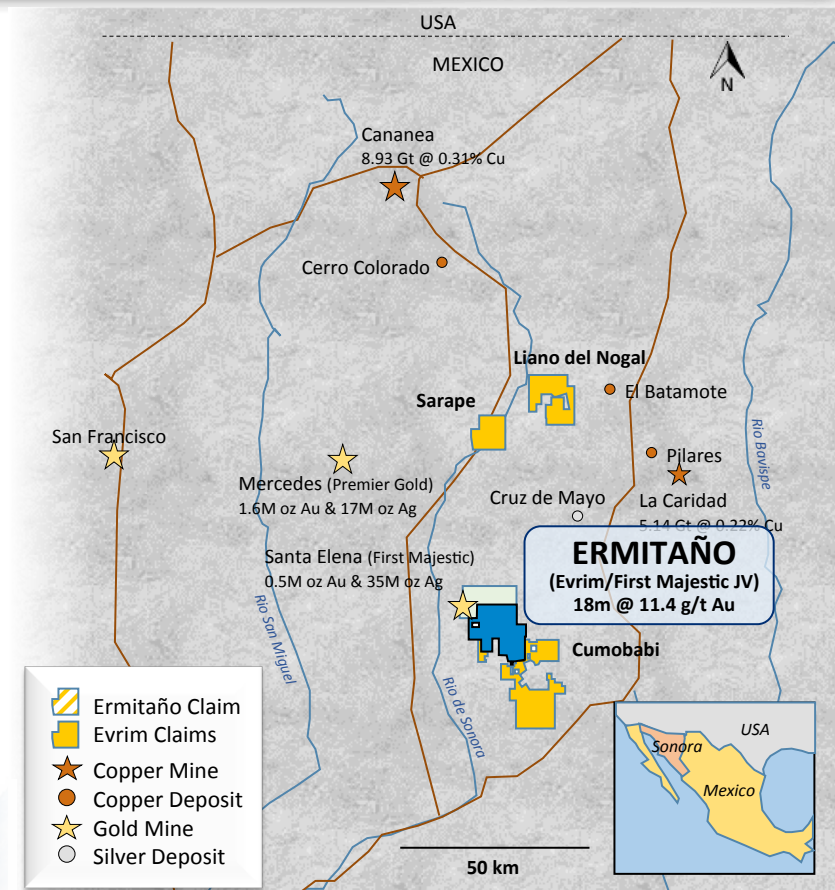 USA
MEXICO
N
Cananea
8.93 Gt @ 0.31% Cu
Cerro Colorado
Liano del Nogal
El Batamote
Sarape
San Francisco
Mercedes (Premier Gold)
1.6M oz Au & 17M oz Ag
Pilares
Cruz de Mayo
La Caridad
5.14 Gt @ 0.22% Cu
Rio Bavispe
ERMITAÑO
(Evrim/First Majestic JV)
18m @ 11.4 g/t Au
Santa Elena (First Majestic)
0.5M oz Au & 35M oz Ag
Rio San Miguel
Rio de Sonora
Cumobabi
Ermitaño Claim
Evrim Claims
Copper Mine
Copper Deposit
Gold Mine
Silver Deposit
50 km
USA
Sonora
Mexico